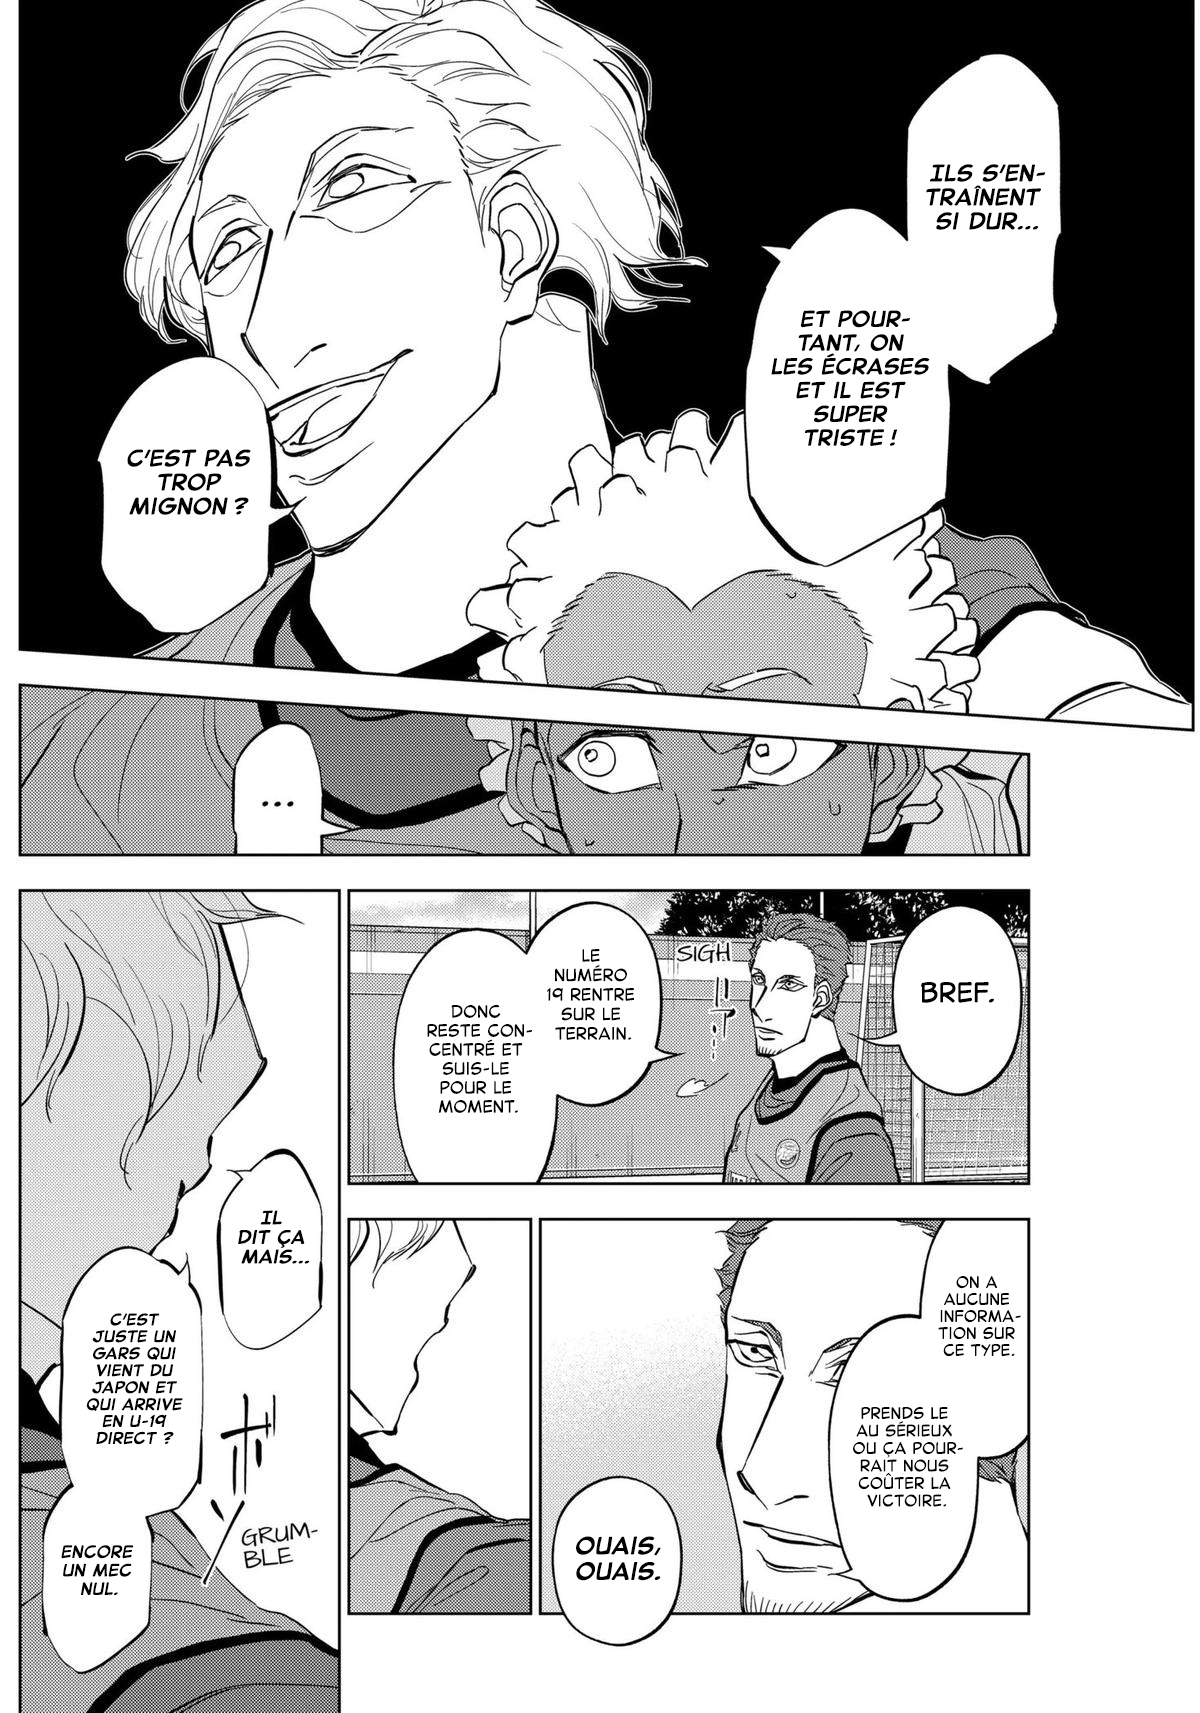 ILS S'EN-
TRAÎNENT
SI DUR...
ET POUR-
TANT, ON
LES ÉCRASES
ET IL EST
SUPER
TRISTE !
C'EST PAS
TROP
MIGNON ?
...
BREF.
SIGH
LE
NUMÉRO
19 RENTRE
SUR LE
TERRAIN.
DONC
RESTE CON-
CENTRÉ ET
SUIS-LE
POUR LE
MOMENT.
ON A
AUCUNE
INFORMA-
TION SUR
CE TYPE.
PRENDS LE
AU SÉRIEUX
OU ÇA POUR-
RAIT NOUS
COÛTER LA
VICTOIRE.
OUAIS,
OUAIS.
IL
DIT ÇA
MAIS...
C'EST
JUSTE UN
GARS QUI
VIENT DU
JAPON ET
QUI ARRIVE
EN U-19
DIRECT ?
GRUM-
BLE
ENCORE
UN MEC
NUL.